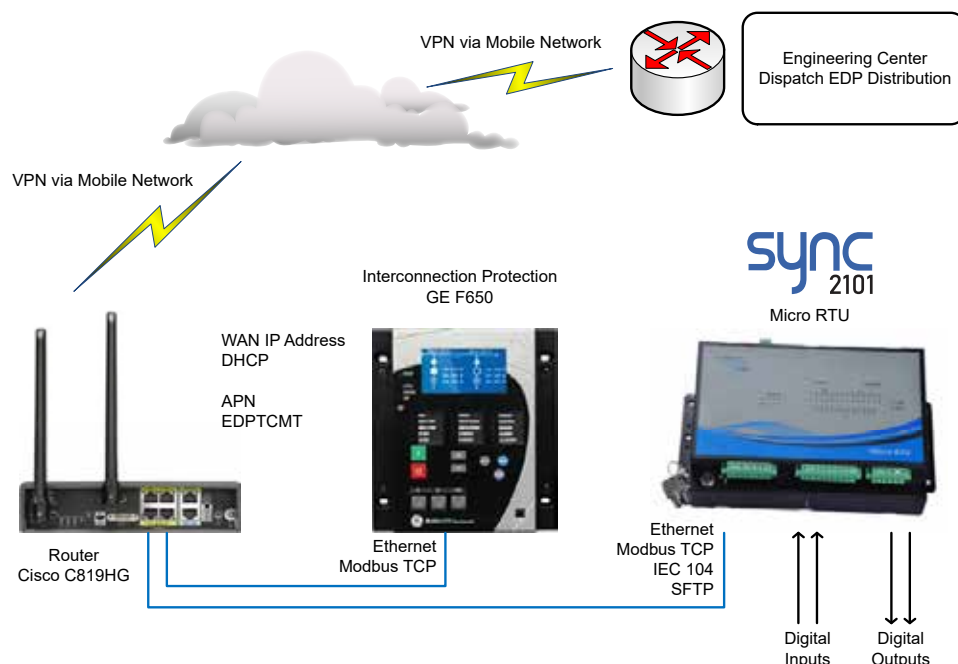 VPN via Mobile Network
Engineering Center
Dispatch EDP Distribution
VPN via Mobile Network
sync
2101
Micro RTU
Interconnection Protection
GE F650
WAN IP Address
DHCP
APN
EDPTCMT
Router
Cisco C819HG
Ethernet
Modbus TCP
Ethernet
Modbus TCP
IEC 104
SFTP
Digital
Inputs
Digital
Outputs